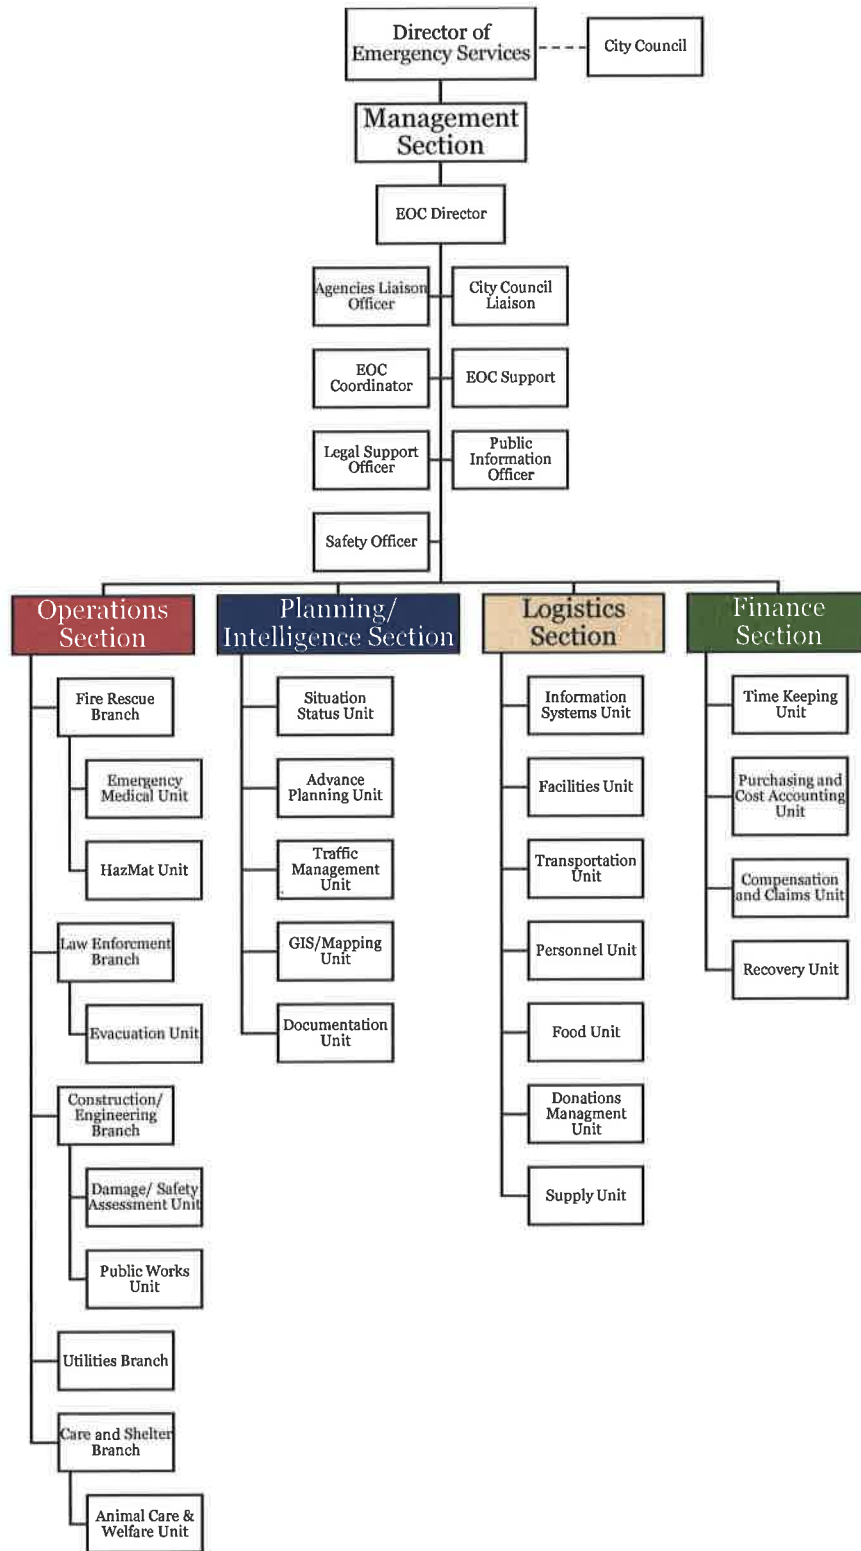 Director of
Emergency Services
City Council
Management
Section
EOC Director
Agencies Liaison
Officer
City Council
Liaison
EOC
Coordinator
EOC Support
Legal Support
Officer
Public
Information
Officer
Safety Officer
Operations
Section
Planning/
Intelligence Section
Logistics
Section
Finance
Section
Fire Rescue
Branch
Emergency
Medical Unit
HazMat Unit
Law Enforcment
Branch
Evacuation Unit
Construction/
Engineering
Branch
Damage/ Safety
Assessment Unit
Public Works
Unit
Utilities Branch
Care and Shelter
Branch
Animal Care &
Welfare Unit
Situation
Status Unit
Advance
Planning Unit
Traffic
Management
Unit
GIS/Mapping
Unit
Documentation
Unit
Information
Systems Unit
Facilities Unit
Transportation
Unit
Personnel Unit
Food Unit
Donations
Managment
Unit
Supply Unit
Time Keeping
Unit
Purchasing and
Cost Accounting
Unit
Compensation
and Claims Unit
Recovery Unit